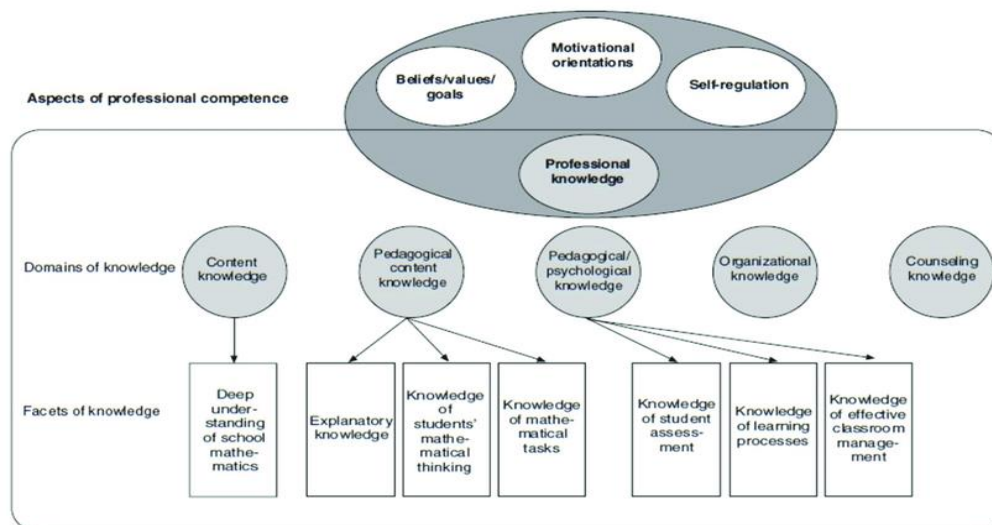 Motivational
orientations
Beliefs/values/
goals
Self-regulation
Aspects of professional competence
Professional
knowledge
Domains of knowledge
Content
knowledge
Pedagogical
content
knowledge
Pedagogical/
psychological
knowledge
Organizational
knowledge
Counseling
knowledge
Facets of knowledge
Deep
under-
standing
of school
mathe-
matics
Explanatory
knowledge
Knowledge
of
students'
mathe-
matical
thinking
Knowledge
of mathe-
matical
tasks
Knowledge
of student
assess-
ment
Knowledge
of learning
processes
Knowledge
of effective
classroom
manage-
ment